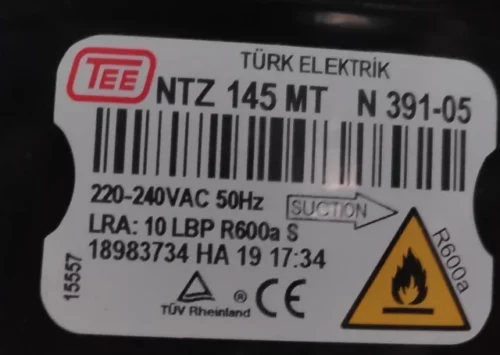 TEE
TÜRK ELEKTRİK
NTZ 145 MT N 391-05
220-240VAC 50Hz
SUCTION
LRA: 10 LBP R600a S
18983734 HA 19 17:34
15557
R600a
TÜV Rheinland ® CE